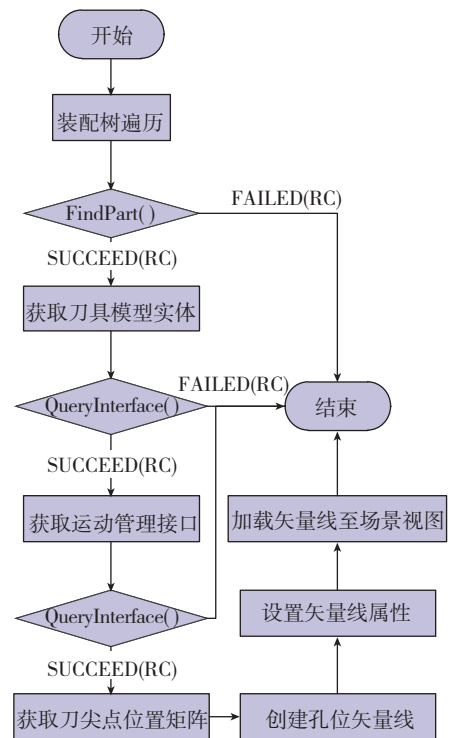 开始
装配树遍历
FindPart()
FAILED(RC)
SUCCEED(RC)
获取刀具模型实体
FAILED(RC)
QueryInterface()
结束
SUCCEED(RC)
获取运动管理接口
加载矢量线至场景视图
QueryInterface()
设置矢量线属性
SUCCEED(RC)
获取刀尖点位置矩阵
创建孔位矢量线